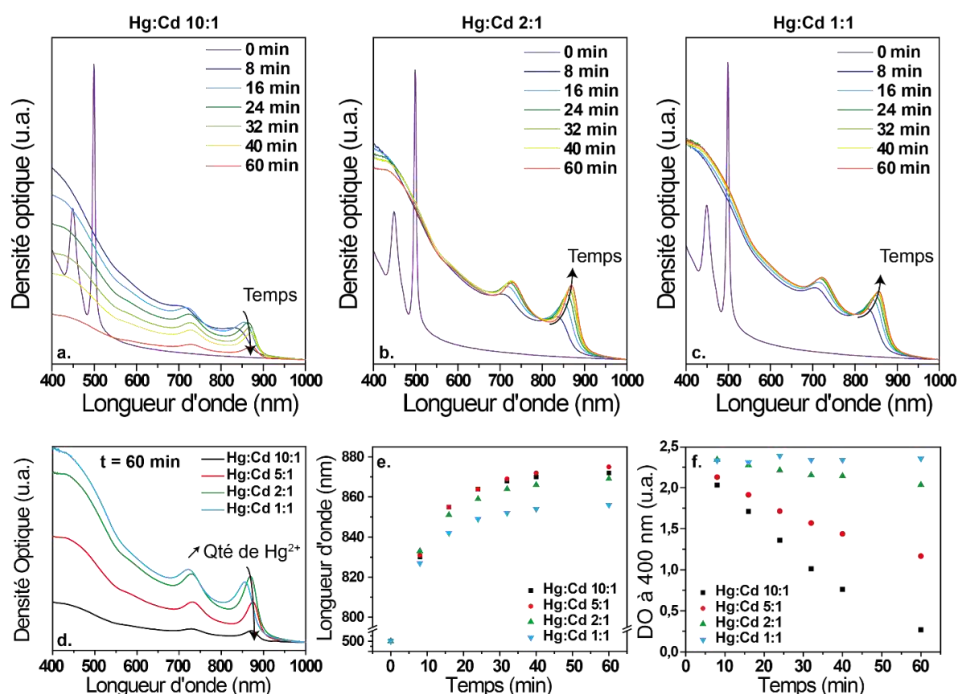 Hg:Cd 10:1
Densité optique (u.a.)
0 min
8 min
16 min
24 min
32 min
40 min
60 min
Temps
a.
400 500 600 700 800 900 1000
Longueur d'onde (nm)
Hg:Cd 2:1
Densité optique (u.a.)
0 min
8 min
16 min
24 min
32 min
40 min
60 min
Temps
b.
400 500 600 700 800 900 1000
Longueur d'onde (nm)
Hg:Cd 1:1
Densité optique (u.a.)
0 min
8 min
16 min
24 min
32 min
40 min
60 min
Temps
c.
400 500 600 700 800 900 1000
Longueur d'onde (nm)
Densité Optique (u.a.)
t = 60 min
Hg:Cd 10:1
Hg:Cd 5:1
Hg:Cd 2:1
Hg:Cd 1:1
↗ Qté de Hg²⁺
d.
400 500 600 700 800 900 1000
Longueur d'onde (nm)
Longueur d'onde (nm)
e.
880
860
840
820
800
500
Hg:Cd 10:1
Hg:Cd 5:1
Hg:Cd 2:1
Hg:Cd 1:1
0 10 20 30 40 50 60
Temps (min)
DO à 400 nm (u.a.)
f.
2,5
2,0
1,5
1,0
0,5
0,0
Hg:Cd 10:1
Hg:Cd 5:1
Hg:Cd 2:1
Hg:Cd 1:1
0 10 20 30 40 50 60
Temps (min)